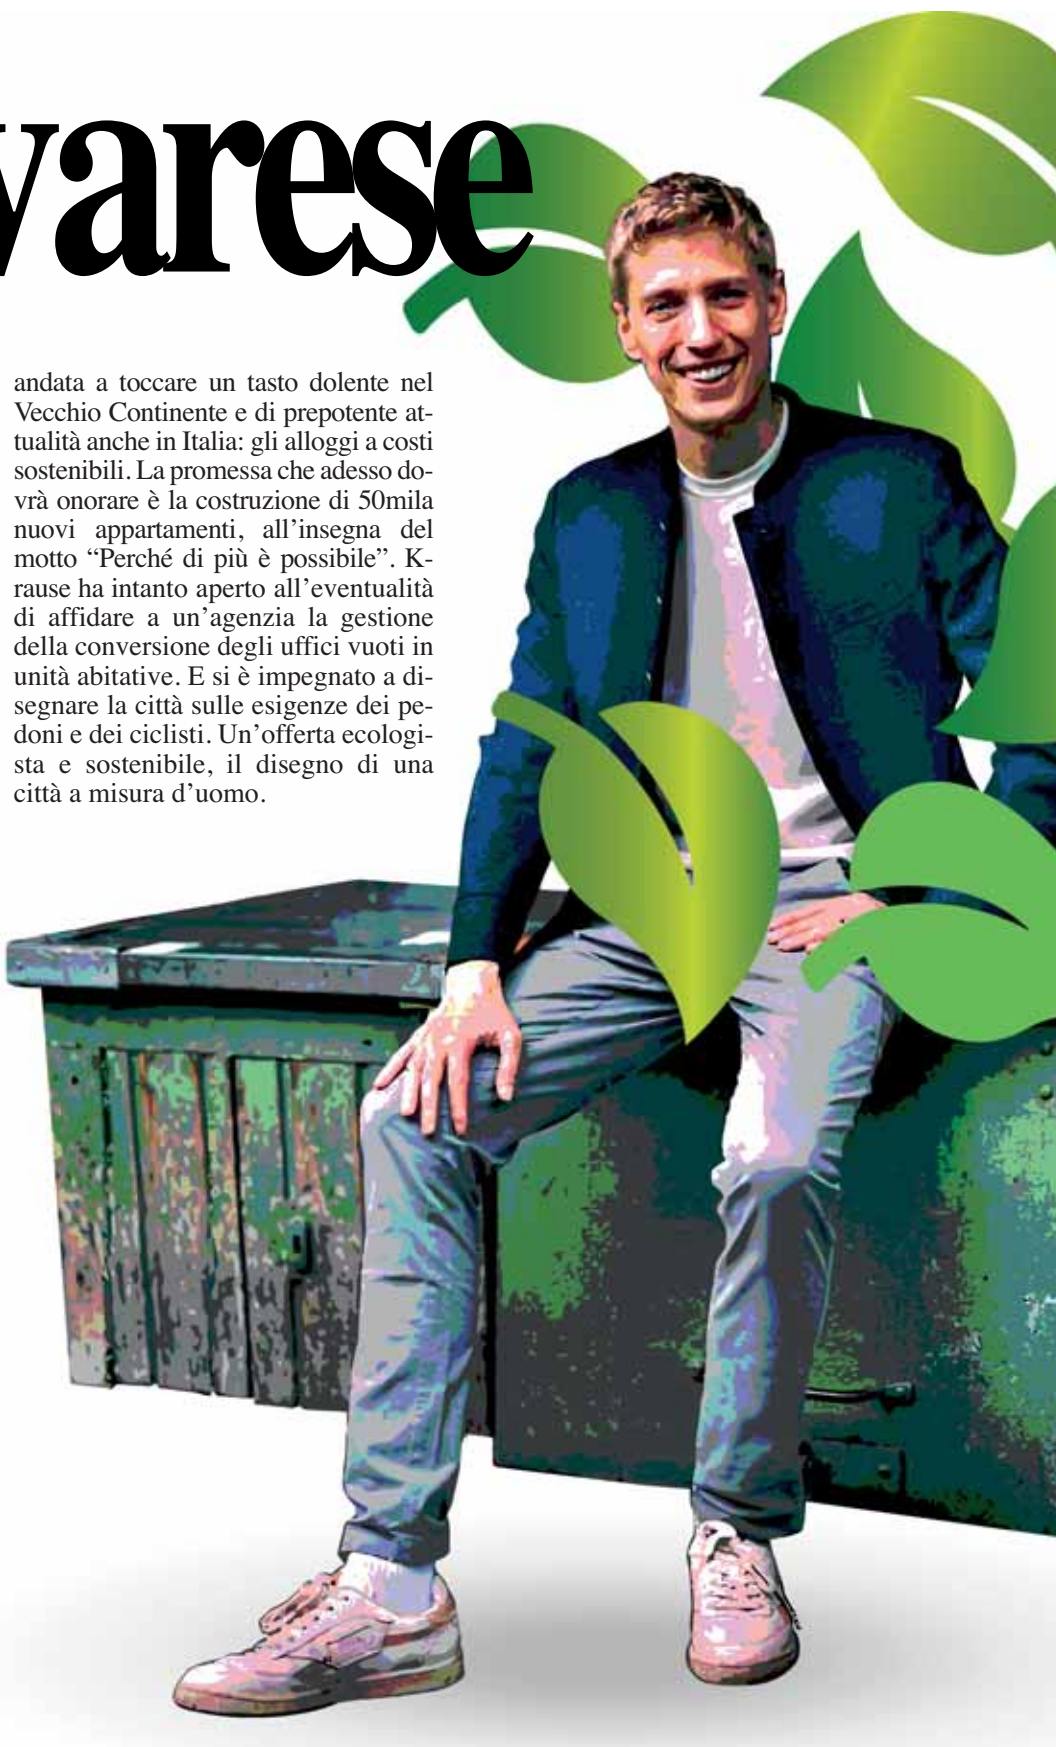 varese
andata a toccare un tasto dolente nel
Vecchio Continente e di prepotente at-
tualità anche in Italia: gli alloggi a costi
sostenibili. La promessa che adesso do-
vrà onorare è la costruzione di 50mila
nuovi appartamenti, all'insegna del
motto “Perché di più è possibile”. K-
rause ha intanto aperto all'eventualità
di affidare a un'agenzia la gestione
della conversione degli uffici vuoti in
unità abitative. E si è impegnato a di-
segnare la città sulle esigenze dei pe-
doni e dei ciclisti. Un'offerta ecologi-
sta e sostenibile, il disegno di una
città a misura d'uomo.